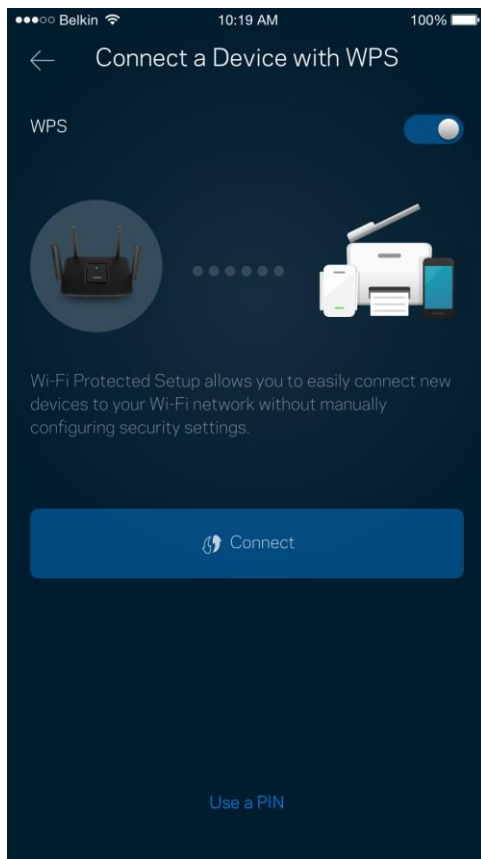 Belkin 10:19 AM 100%
Connect a Device with WPS
WPS
Wi-Fi Protected Setup allows you to easily connect new
devices to your Wi-Fi network without manually
configuring security settings.
Connect
Use a PIN